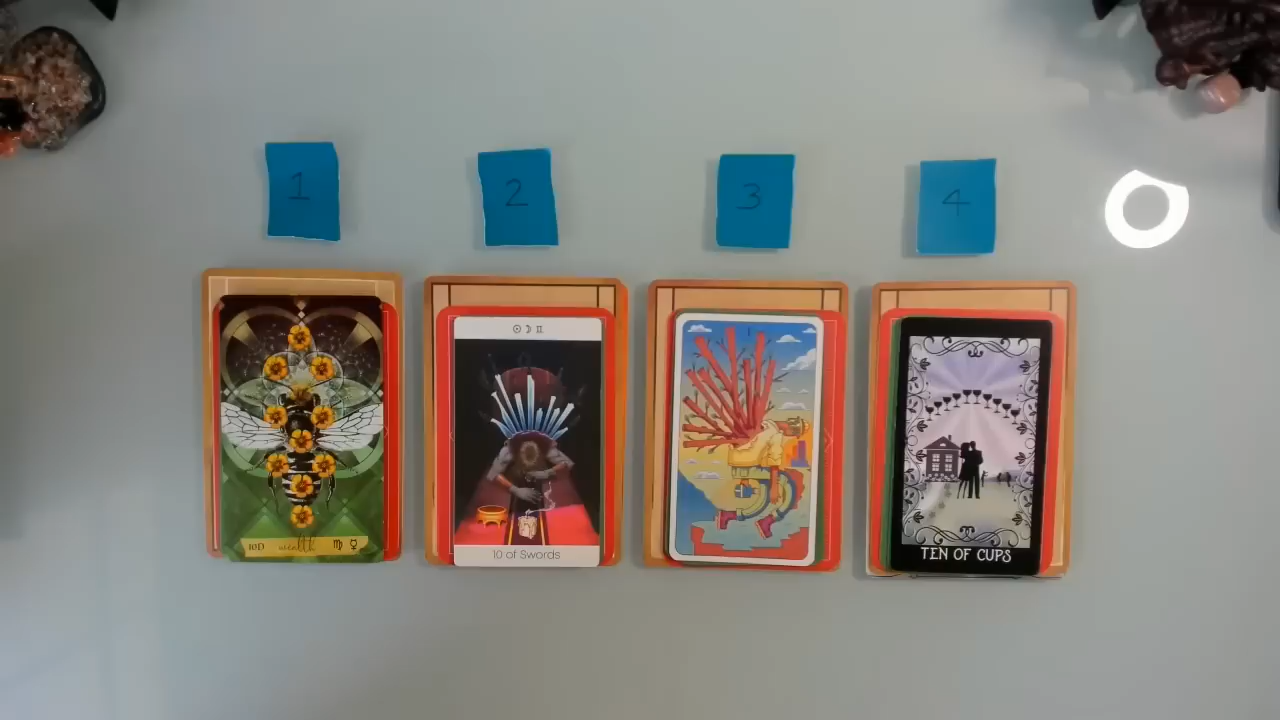 1
2
3
4
10D wealth ♍ ☿
☉ ☽ ♊
10 of Swords
TEN OF CUPS